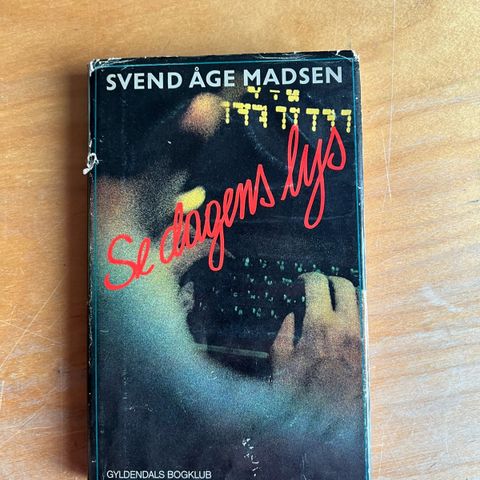 SVEND ÅGE MADSEN
Se dagens lys
GYLDENDALS BOGKLUB